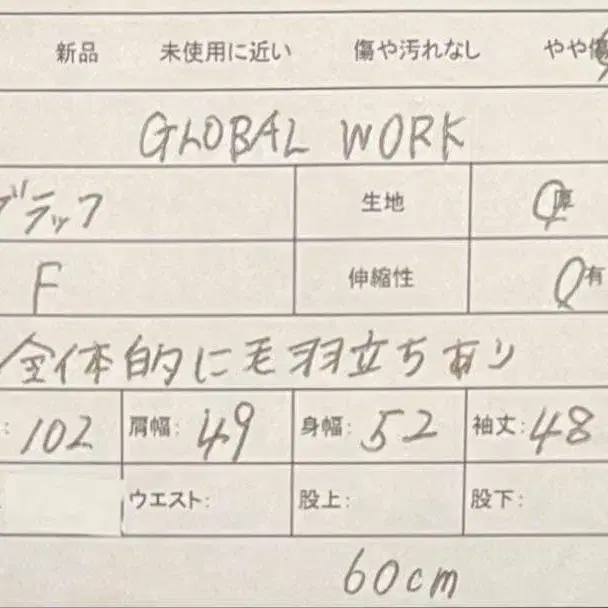 新品 未使用に近い 傷や汚れなし やや傷
GLOBAL WORK
ブラック 生地 厚
F 伸縮性 有
全体的に毛羽立ちあり
: 102 肩幅: 49 身幅: 52 袖丈: 48
: ウエスト: 股上: 股下:
60cm